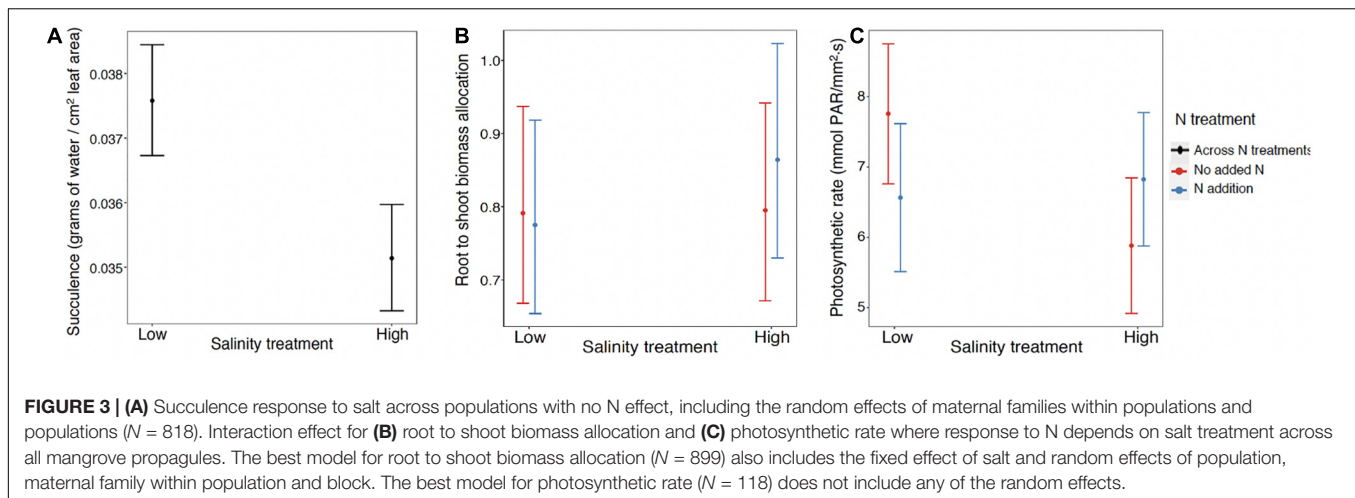 A
Succulence (grams of water / cm² leaf area)
0.038
0.037
0.036
0.035
Low
High
Salinity treatment
B
Root to shoot biomass allocation
1.0
0.9
0.8
0.7
Low
High
Salinity treatment
C
Photosynthetic rate (mmol PAR/mm²·s)
8
7
6
5
Low
High
Salinity treatment
N treatment
Across N treatments
No added N
N addition
FIGURE 3 | (A) Succulence response to salt across populations with no N effect, including the random effects of maternal families within populations and
populations (N = 818). Interaction effect for (B) root to shoot biomass allocation and (C) photosynthetic rate where response to N depends on salt treatment across
all mangrove propagules. The best model for root to shoot biomass allocation (N = 899) also includes the fixed effect of salt and random effects of population,
maternal family within population and block. The best model for photosynthetic rate (N = 118) does not include any of the random effects.